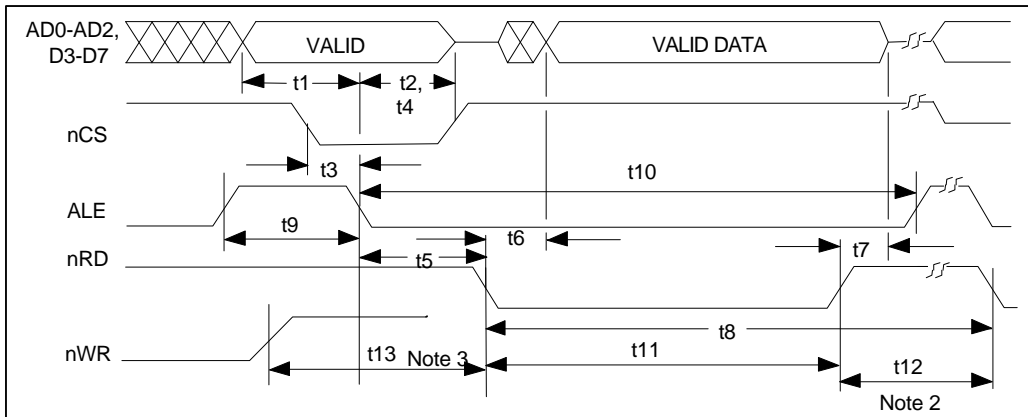 AD0-AD2,
D3-D7
VALID
VALID DATA
t1
t2,
t4
nCS
t3
t10
ALE
t9
t6
t7
t5
nRD
t8
nWR
t13
Note 3
t11
t12
Note 2